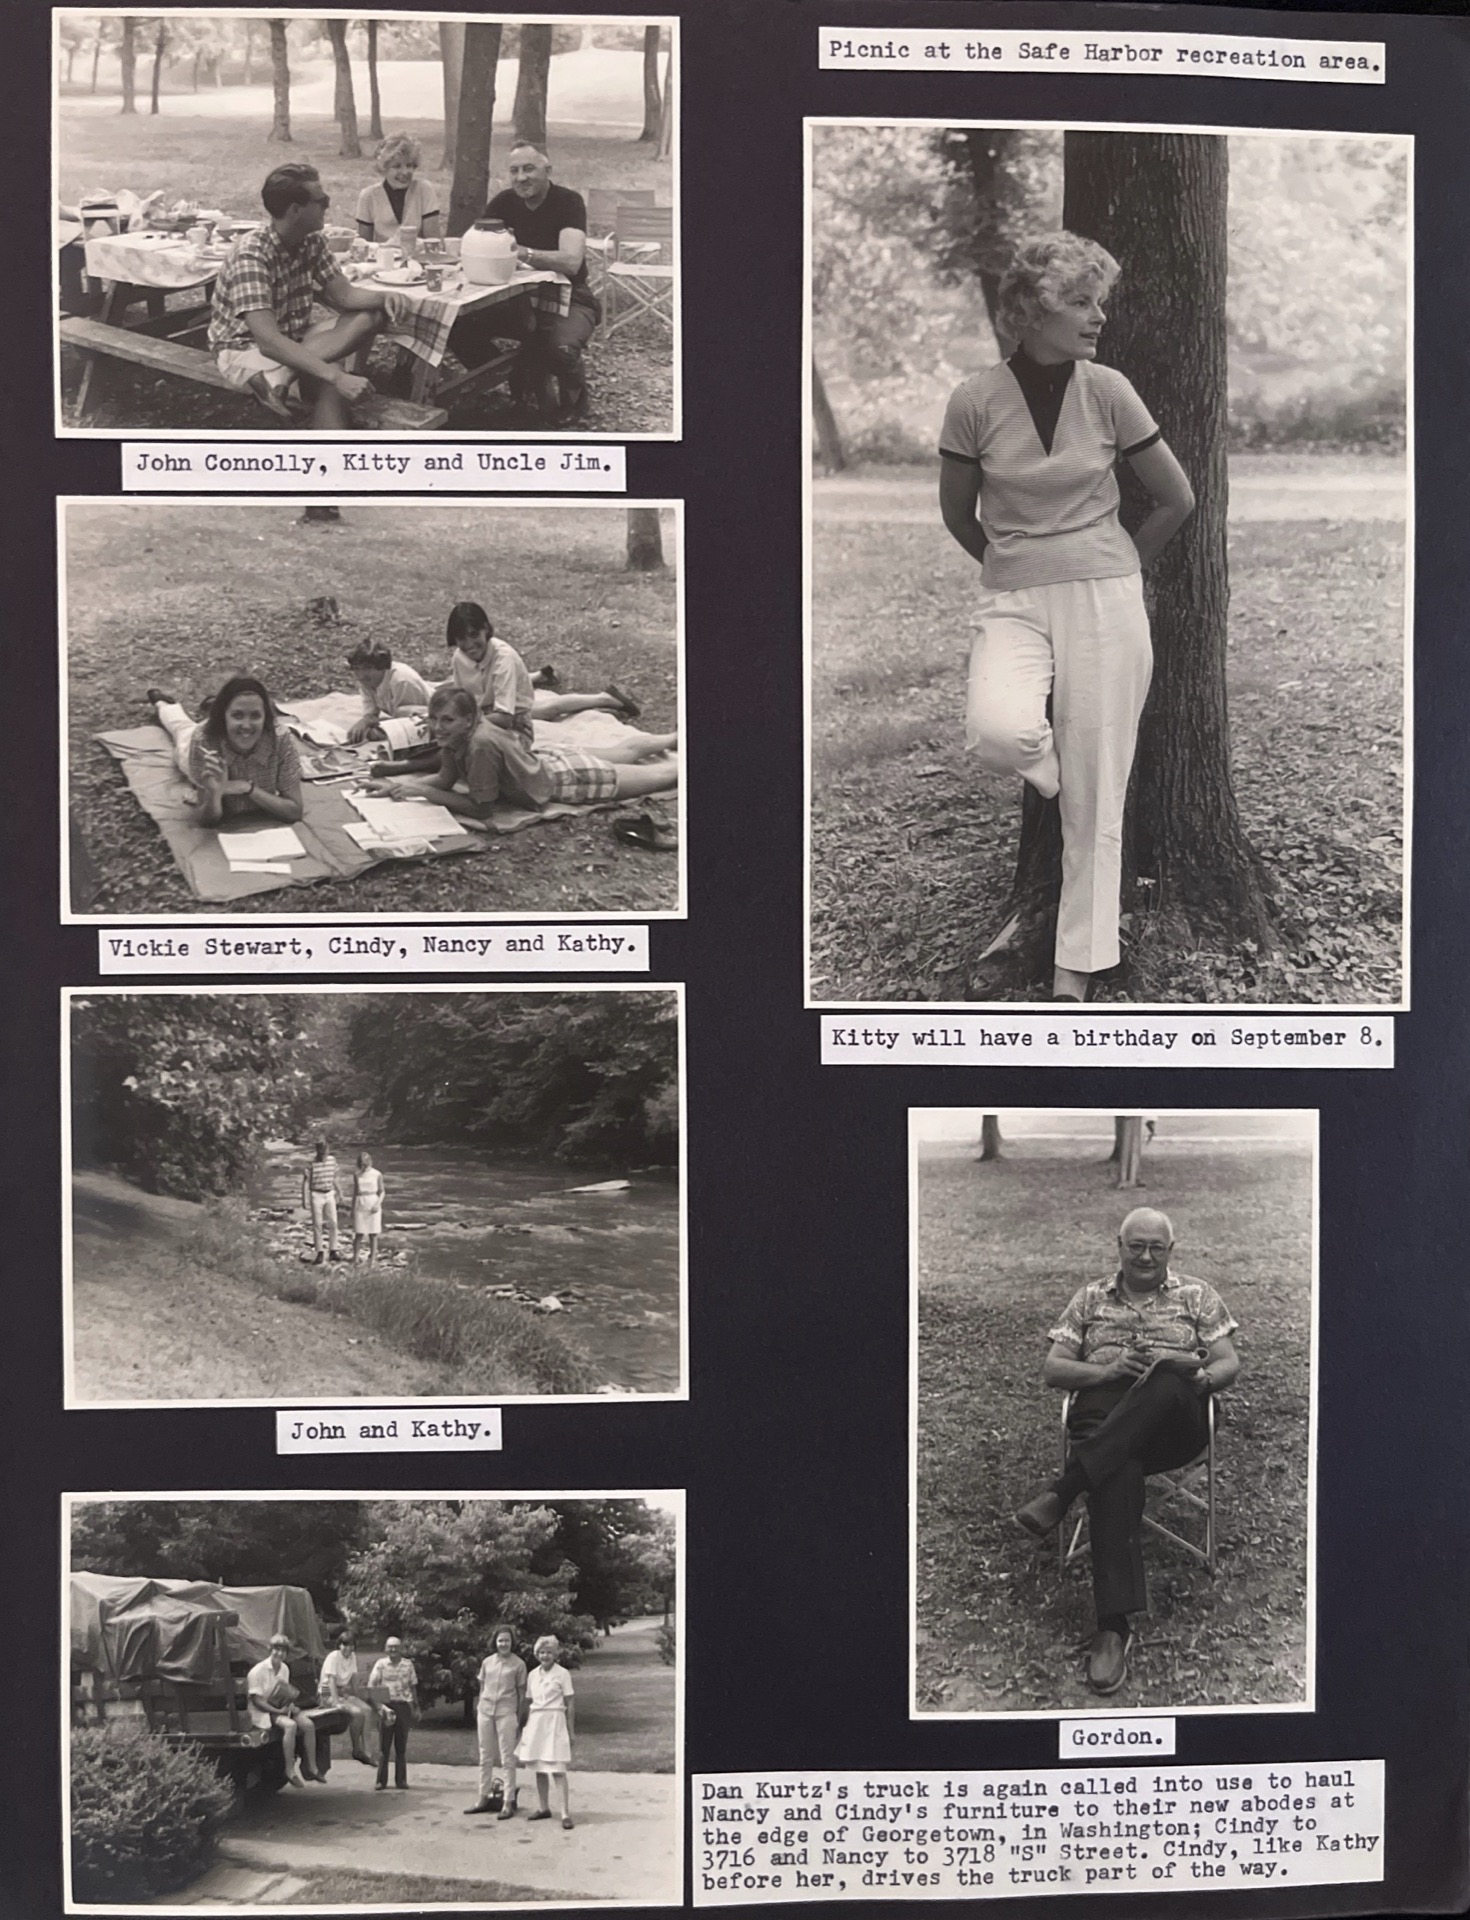 Picnic at the Safe Harbor recreation area.
John Connolly, Kitty and Uncle Jim.
Vickie Stewart, Cindy, Nancy and Kathy.
Kitty will have a birthday on September 8.
John and Kathy.
Gordon.
Dan Kurtz's truck is again called into use to haul
Nancy and Cindy's furniture to their new abodes at
the edge of Georgetown, in Washington; Cindy to
3716 and Nancy to 3718 "S" Street. Cindy, like Kathy
before her, drives the truck part of the way.